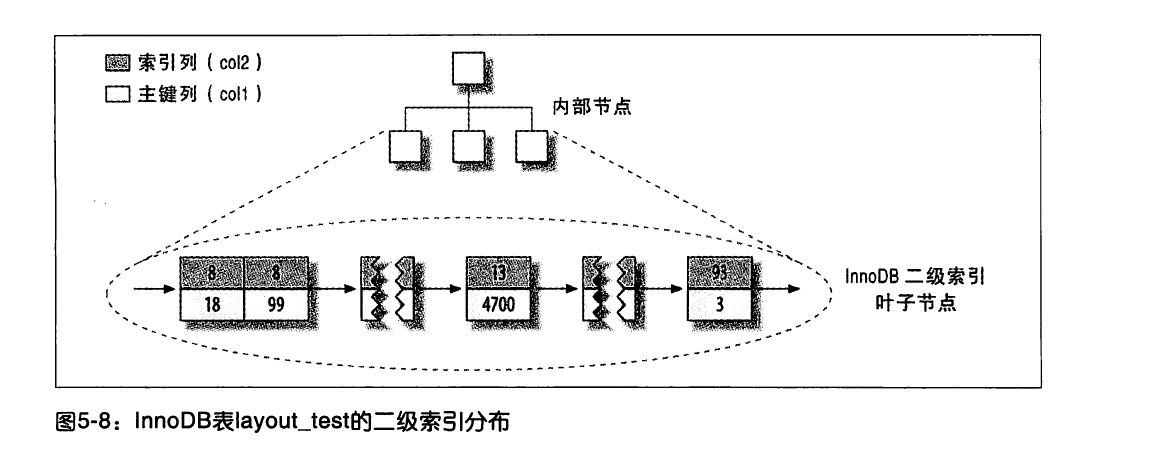 索引列（col2）
主键列（col1）
内部节点
8 8 13 93
18 99 4700 3
InnoDB 二级索引
叶子节点
图5-8：InnoDB表layout_test的二级索引分布